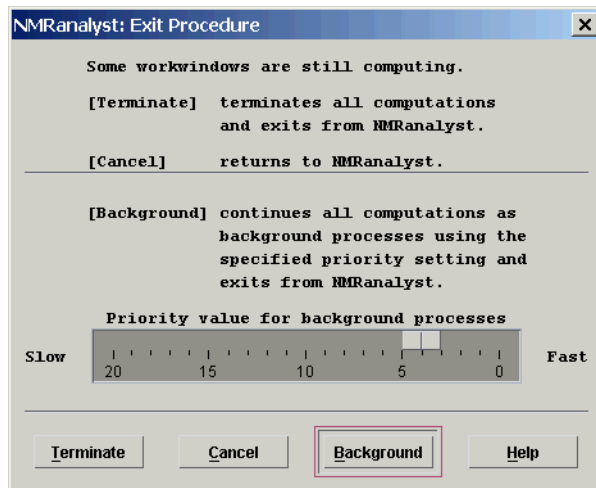 NMRanalyst: Exit Procedure
Some workwindows are still computing.
[Terminate] terminates all computations
and exits from NMRanalyst.
[Cancel] returns to NMRanalyst.
[Background] continues all computations as
background processes using the
specified priority setting and
exits from NMRanalyst.
Priority value for background processes
Slow Fast
20 15 10 5 0
Terminate Cancel Background Help